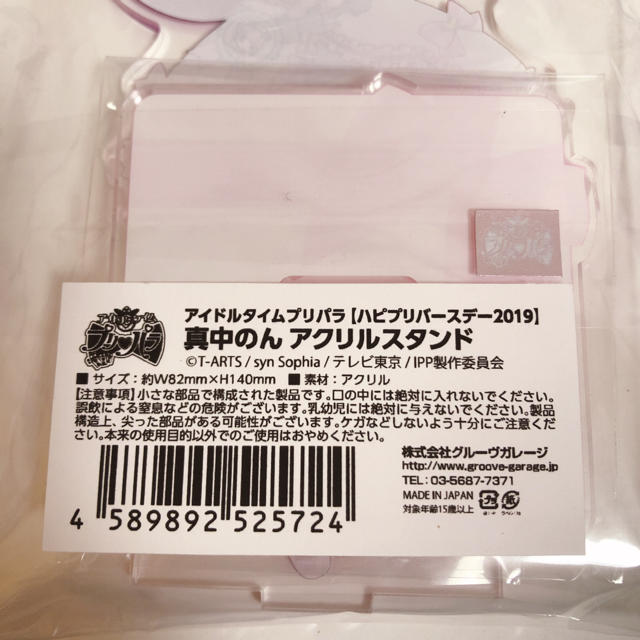 アイドルタイム
プリパラ
アイドルタイムプリパラ【ハピプリバースデー2019】
真中のん アクリルスタンド
©T-ARTS / syn Sophia / テレビ東京 / IPP製作委員会
■ サイズ：約W82mm×H140mm ■ 素材：アクリル
【注意事項】小さな部品で構成された製品です。口の中には絶対に入れないでください。
誤飲による窒息などの危険がございます。乳幼児には絶対に与えないでください。製品
構造上、尖った部品がある可能性がございます。ケガなどしないよう十分にご注意くだ
さい。本来の使用目的以外でのご使用はおやめください。
株式会社グルーヴガレージ
http://www.groove-garage.jp/
TEL：03-5687-7371
MADE IN JAPAN
対象年齢15歳以上
4 589892 525724